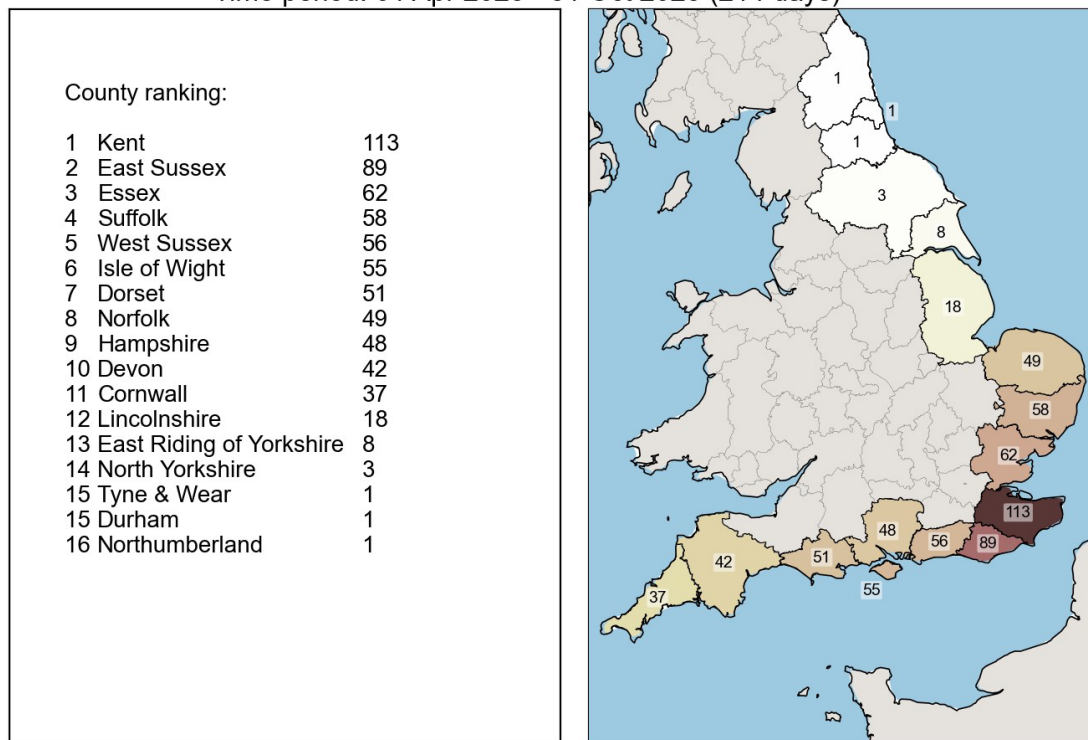 period: Apr - Oct days)
County ranking:
1 Kent 113
2 East Sussex 89
3 Essex 62
4 Suffolk 58
5 West Sussex 56
6 Isle of Wight 55
7 Dorset 51
8 Norfolk 49
9 Hampshire 48
10 Devon 42
11 Cornwall 37
12 Lincolnshire 18
13 East Riding of Yorkshire 8
14 North Yorkshire 3
15 Tyne & Wear 1
15 Durham 1
16 Northumberland 1
1
1
1
3
8
18
49
58
62
113
48
56
89
51
42
55
37